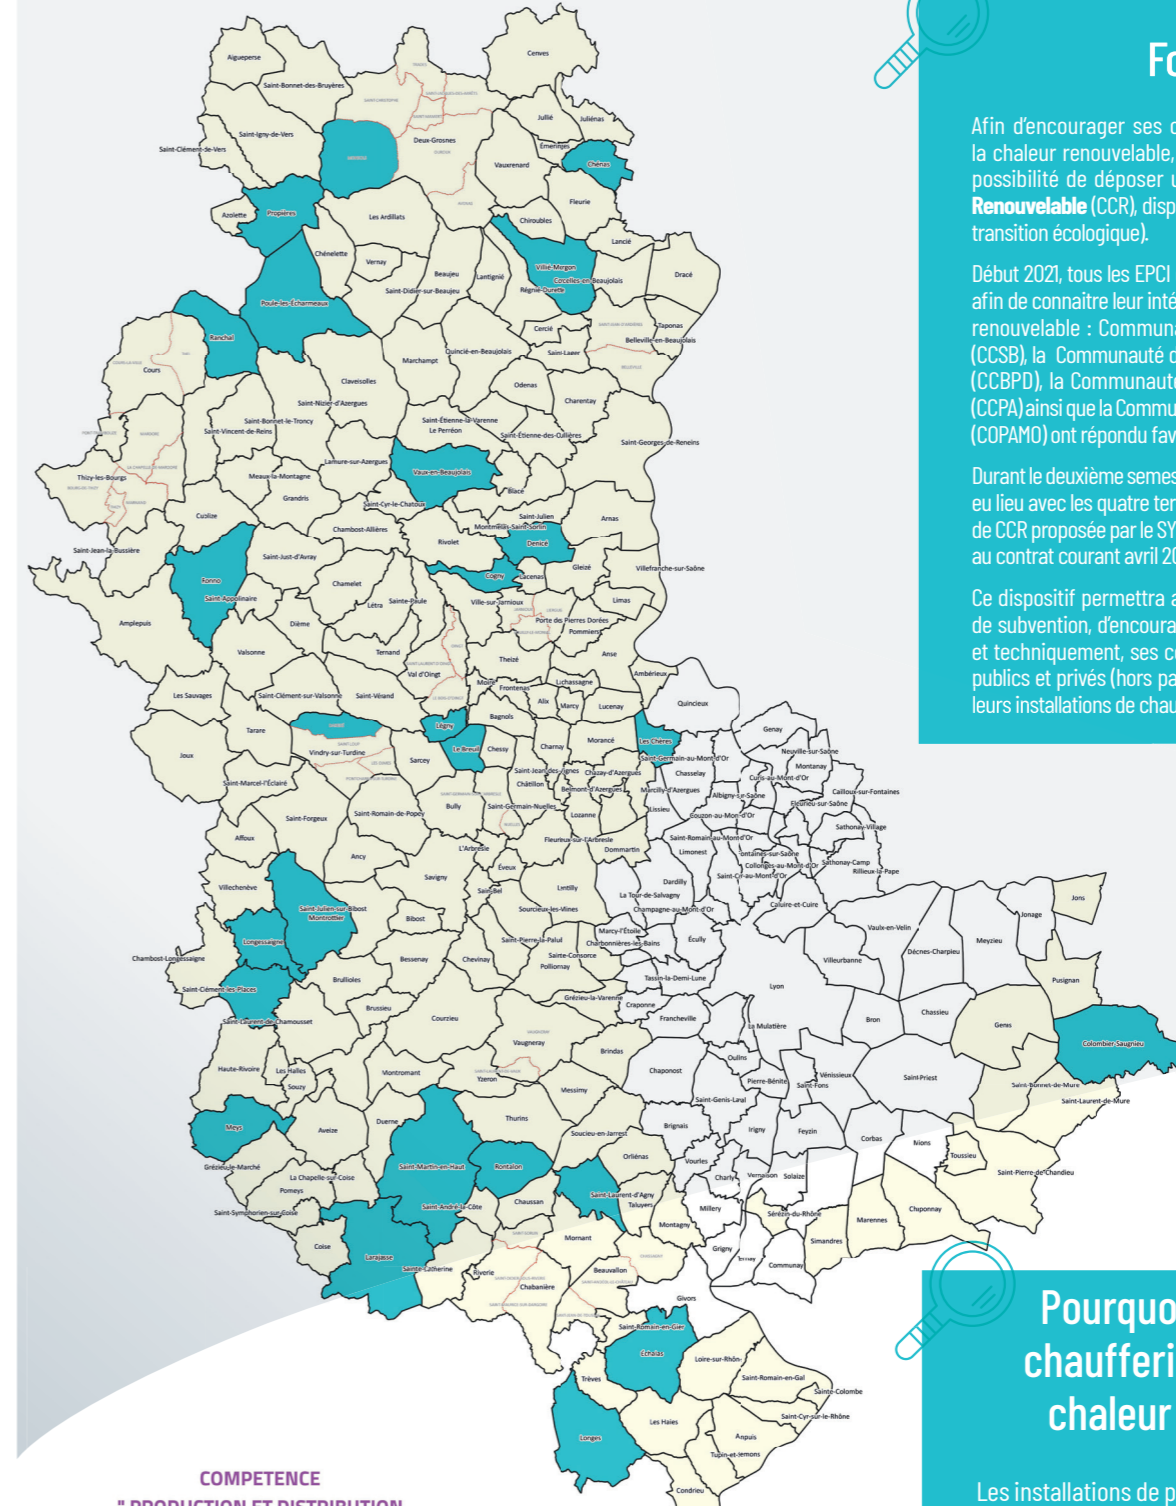 Aigueperse
Cenves
Saint-Bonnet-des-Bruyères
Jullié
Juliénas
Saint-Igny-de-Vers
Deux-Grosnes
Émeringes
Saint-Clément-de-Vers
Vauxrenard
Chénas
Fleurie
Azolette
Propières
Les Ardillats
Chiroubles
Lancié
Chénelette
Vernay
Beaujeu
Lantignié
Villié-Morgon
Corcelles-en-Beaujolais
Dracé
Saint-Didier-sur-Beaujeu
Régnié-Durette
Poule-les-Écharmeaux
Cercié
Taponas
Ranchal
Belleville-en-Beaujolais
Quincié-en-Beaujolais
Saint-Lager
Marchampt
Cours
Claveisolles
Odenas
Saint-Nizier-d'Azergues
Charentay
Saint-Bonnet-le-Troncy
Saint-Étienne-la-Varenne
Saint-Vincent-de-Reins
Le Perréon
Saint-Étienne-des-Oullières
Saint-Georges-de-Reneins
Lamure-sur-Azergues
Thizy-les-Bourgs
Meaux-la-Montagne
Vaux-en-Beaujolais
Grandris
Blacé
Saint-Cyr-le-Chatoux
Cublize
Saint-Julien
Arnas
Chambost-Allières
Montmelas-Saint-Sorlin
Rivolet
Denicé
Saint-Jean-la-Bussière
Saint-Just-d'Avray
Gleizé
Villefranche-sur-Saône
Ronno
Chamelet
Cogny
Lacenas
Saint-Appolinaire
Létra
Sainte-Paule
Ville-sur-Jarnioux
Limas
Amplepuis
Dième
Porte des Pierres Dorées
Pommiers
Valsonne
Ternand
Theizé
Anse
Val d'Oingt
Ambérieux
Moiré
Frontenas
Lachassagne
Les Sauvages
Saint-Clément-sur-Valsonne
Saint-Vérand
Alix
Marcy
Lucenay
Quincieux
Bagnols
Légny
Tarare
Genay
Morancé
Les Chères
Joux
Vindry-sur-Turdine
Le Breuil
Chessy
Charnay
Neuville-sur-Saône
Sarcey
Saint-Germain-au-Mont-d'Or
Montanay
Saint-Jean-des-Vignes
Chazay-d'Azergues
Chasselay
Curis-au-Mont-d'Or
Saint-Marcel-l'Éclairé
Châtillon
Belmont-d'Azergues
Marcilly-d'Azergues
Albigny-sur-Saône
Cailloux-sur-Fontaines
Bully
Saint-Germain-Nuelles
Lissieu
Fleurieu-sur-Saône
Saint-Forgeux
Saint-Romain-de-Popey
Lozanne
Couzon-au-Mont-d'Or
Sathonay-Village
Affoux
Fleurieux-sur-l'Arbresle
Saint-Romain-au-Mont-d'Or
L'Arbresle
Dommartin
Limonest
Fontaines-sur-Saône
Ancy
Collonges-au-Mont-d'Or
Sathonay-Camp
Éveux
Saint-Cyr-au-Mont-d'Or
Rillieux-la-Pape
Savigny
Dardilly
Villechenève
Sain-Bel
Lentilly
La Tour-de-Salvagny
Jons
Saint-Julien-sur-Bibost
Sourcieux-les-Mines
Champagne-au-Mont-d'Or
Caluire-et-Cuire
Montrottier
Bibost
Jonage
Vaulx-en-Velin
Marcy-l'Étoile
Longessaigne
Saint-Pierre-la-Palud
Charbonnières-les-Bains
Écully
Meyzieu
Décines-Charpieu
Chambost-Longessaigne
Bessenay
Chevinay
Sainte-Consorce
Villeurbanne
Pollionnay
Tassin-la-Demi-Lune
Brullioles
Pusignan
Saint-Clément-les-Places
Lyon
Grézieu-la-Varenne
Craponne
Brussieu
Chassieu
Saint-Laurent-de-Chamousset
Courzieu
Francheville
Bron
La Mulatière
Genas
Vaugneray
Colombier-Saugnieu
Brindas
Oullins
Haute-Rivoire
Les Halles
Chaponost
Montromant
Vénissieux
Yzeron
Pierre-Bénite
Saint-Priest
Souzy
Saint-Fons
Saint-Bonnet-de-Mure
Messimy
Saint-Genis-Laval
Saint-Laurent-de-Mure
Thurins
Duerne
Meys
Aveize
Brignais
Irigny
Feyzin
Soucieu-en-Jarrest
Corbas
Mions
Orliénas
Toussieu
Grézieu-le-Marché
Saint-Martin-en-Haut
Rontalon
Vourles
Saint-Pierre-de-Chandieu
La Chapelle-sur-Coise
Charly
Vernaison
Solaize
Pomeys
Saint-Laurent-d'Agny
Chaussan
Taluyers
Saint-André-la-Côte
Millery
Saint-Symphorien-sur-Coise
Chaponnay
Sérézin-du-Rhône
Marennes
Montagny
Mornant
Simandres
Coise
Grigny
Larajasse
Ternay
Communay
Sainte-Catherine
Riverie
Beauvallon
Chabanière
Givors
Saint-Romain-en-Gier
Échalas
Loire-sur-Rhône
Trèves
Saint-Romain-en-Gal
Sainte-Colombe
Saint-Cyr-sur-le-Rhône
Les Haies
Longes
Ampuis
Tupin-et-Semons
Condrieu
COMPETENCE
" PRODUCTION ET DISTRIBUTION
Fo
Afin d'encourager ses
la chaleur renouvelable,
possibilité de déposer
Renouvelable (CCR), disp
transition écologique).
Début 2021, tous les EPCI
afin de connaitre leur inté
renouvelable : Communa
(CCSB), la Communauté
(CCBPD), la Communauté
(CCPA) ainsi que la Commu
(COPAMO) ont répondu fav
Durant le deuxième semes
eu lieu avec les quatre ter
de CCR proposée par le SY
au contrat courant avril 20
Ce dispositif permettra
de subvention, d'encoura
et techniquement, ses
publics et privés (hors pa
leurs installations de chau
Pourquo
chaufferi
chaleur
Les installations de p